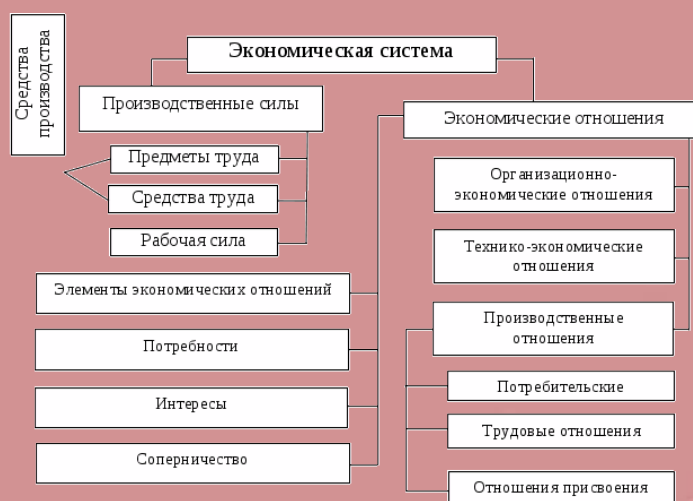 Экономическая система
Средства
производства
Производственные силы
Предметы труда
Средства труда
Рабочая сила
Экономические отношения
Организационно-
экономические отношения
Технико-экономические
отношения
Производственные
отношения
Потребительские
Трудовые отношения
Отношения присвоения
Элементы экономических отношений
Потребности
Интересы
Соперничество